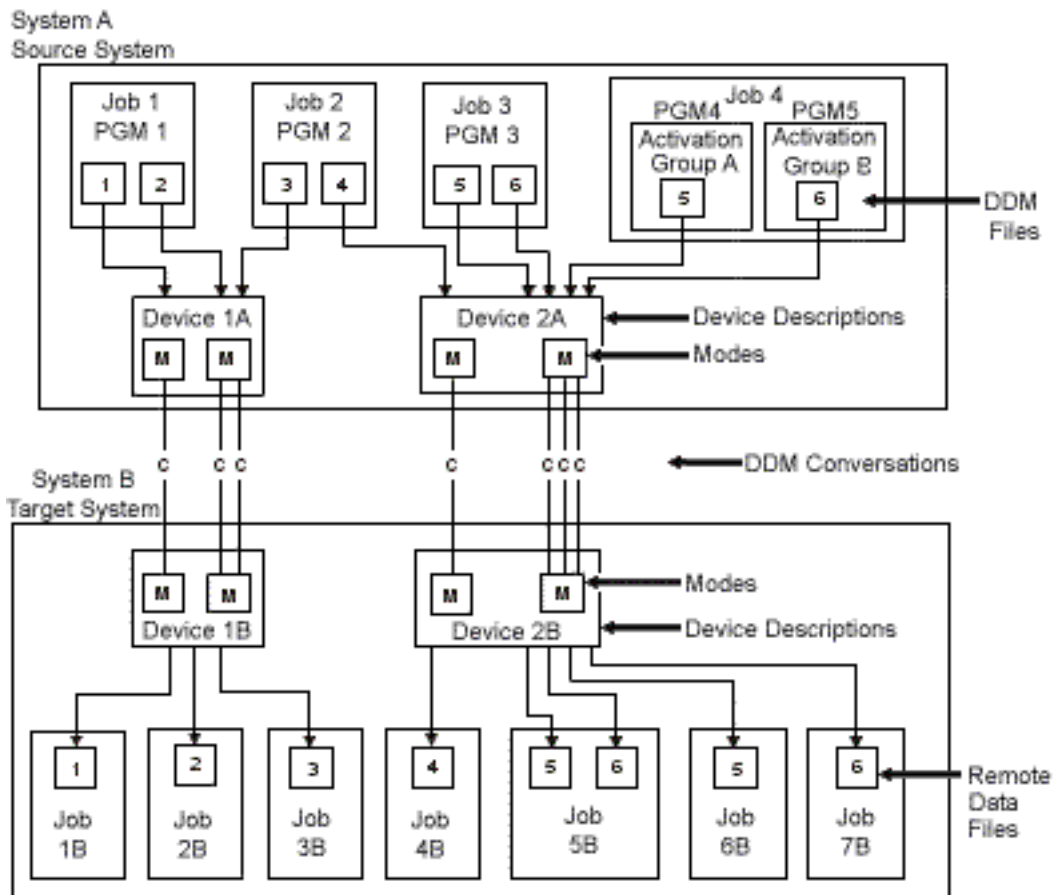 System A
Source System
Job 1
PGM 1
1 2
Job 2
PGM 2
3 4
Job 3
PGM 3
5 6
Job 4
PGM4
PGM5
Activation
Group A
5
Activation
Group B
6
DDM
Files
Device 1A
M M
Device 2A
M M
Device Descriptions
Modes
C C C C C C C
DDM Conversations
System B
Target System
M M
Device 1B
M M
Device 2B
Modes
Device Descriptions
1
Job
1B
2
Job
2B
3
Job
3B
4
Job
4B
5 6
Job
5B
5
Job
6B
6
Job
7B
Remote
Data
Files